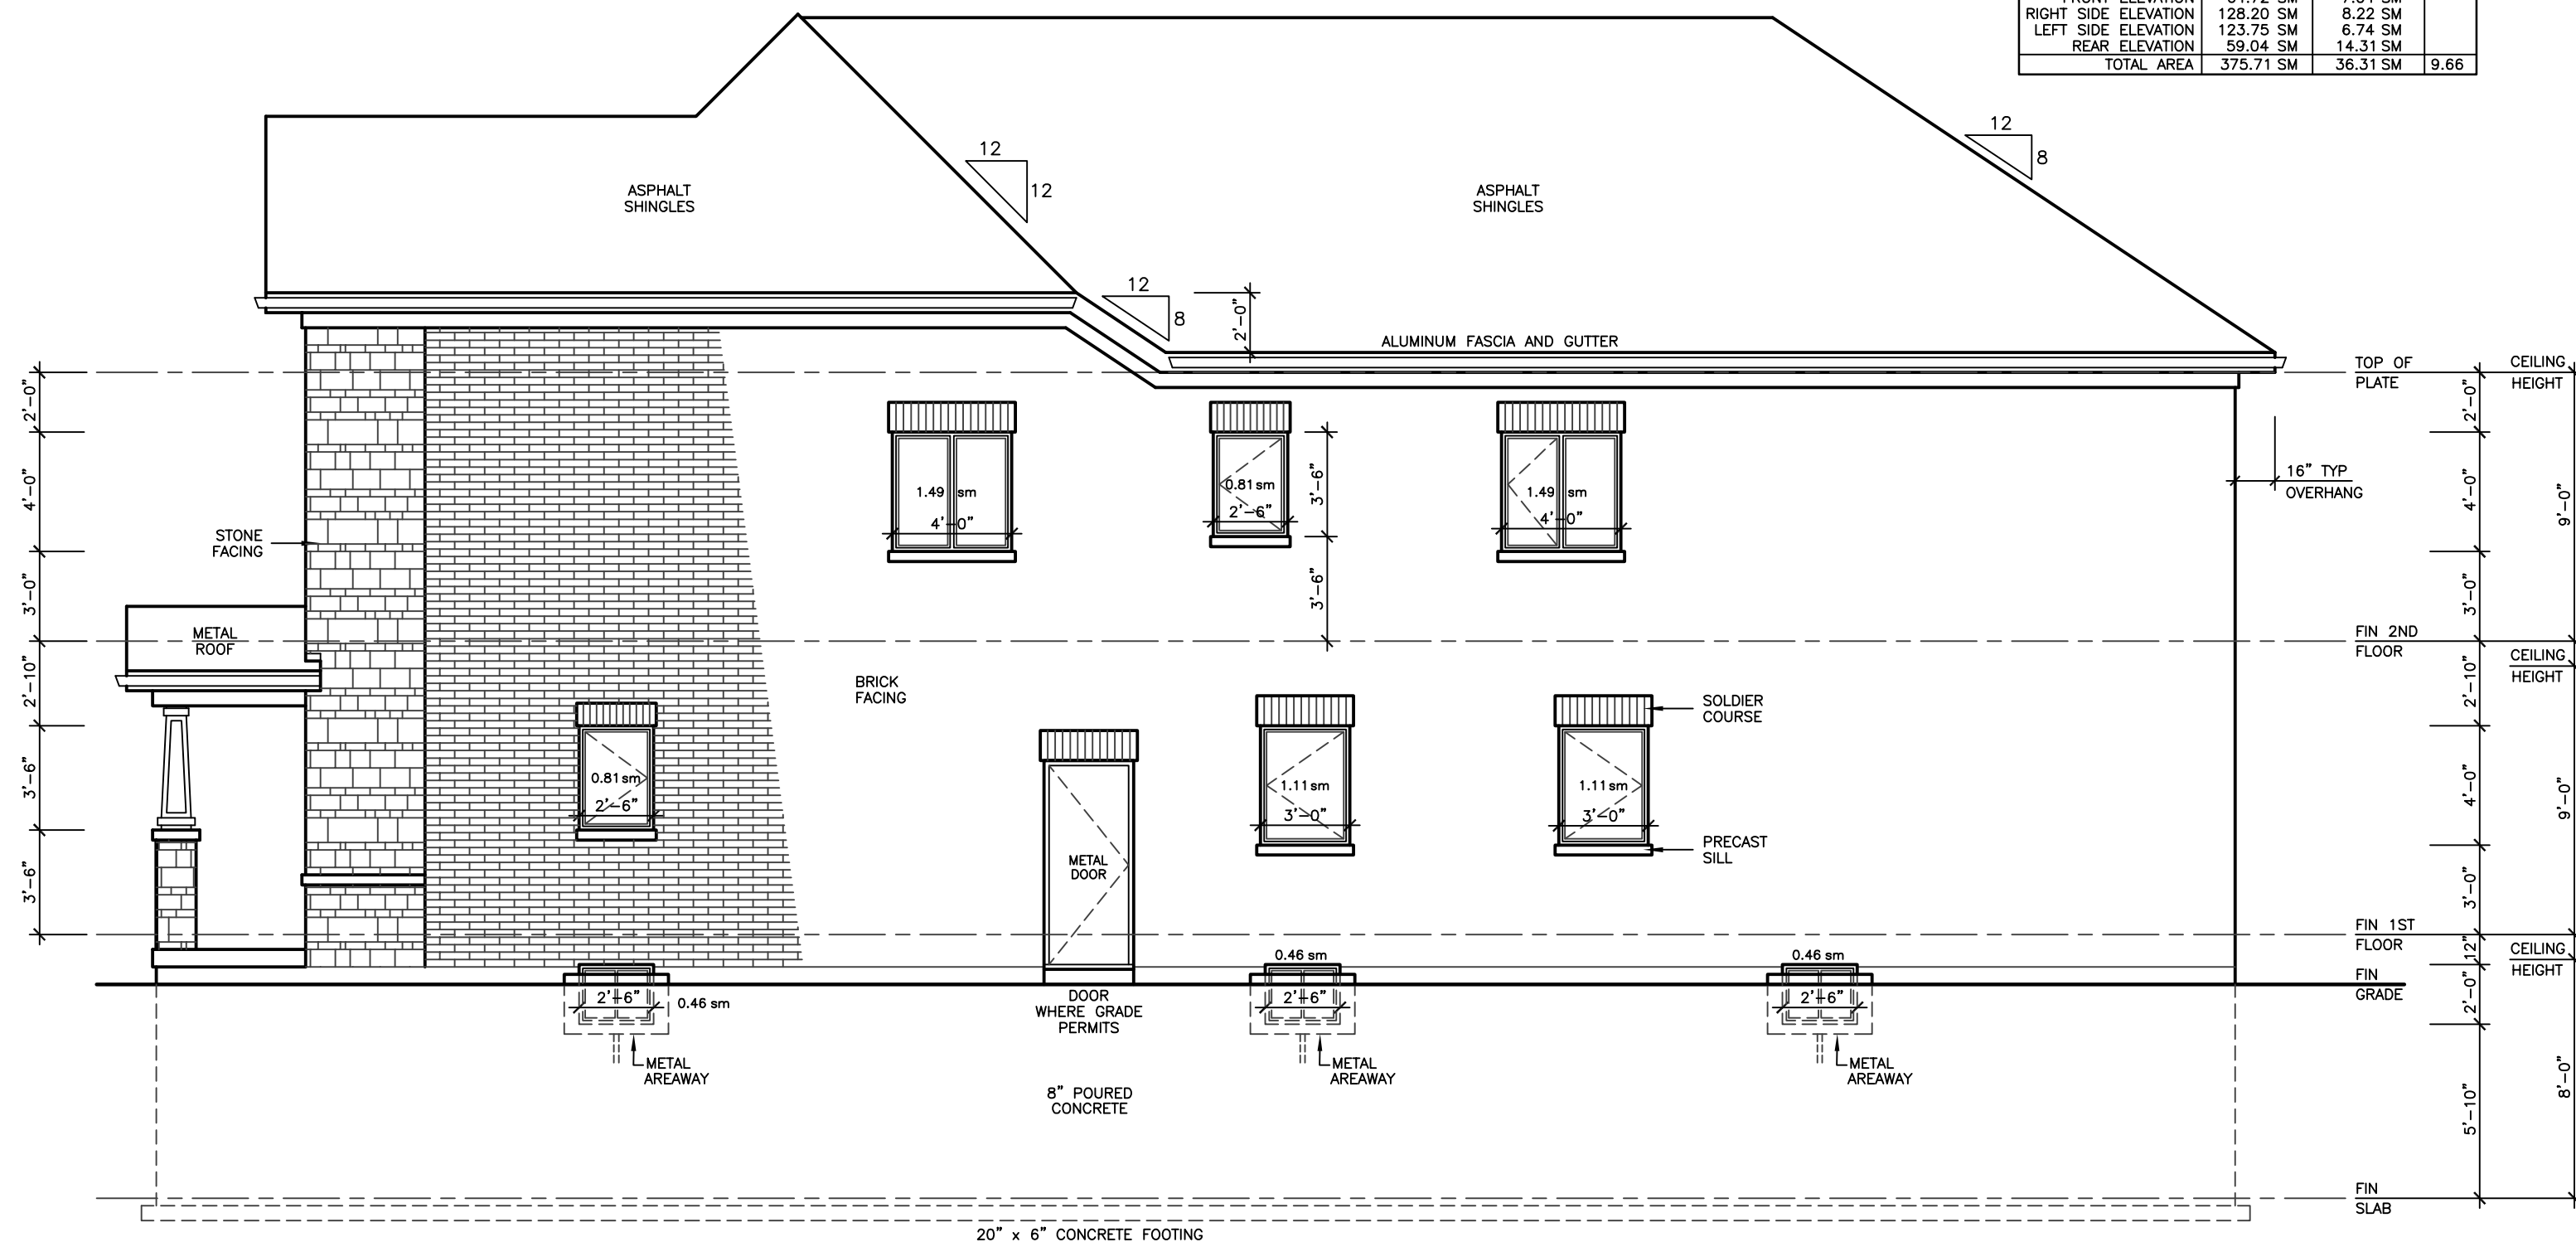 RIGHT SIDE ELEVATION 128.20 SM 8.22 SM
LEFT SIDE ELEVATION 123.75 SM 6.74 SM
REAR ELEVATION 59.04 SM 14.31 SM
TOTAL AREA 375.71 SM 36.31 SM 9.66
12
8
12
12
ASPHALT
SHINGLES
ASPHALT
SHINGLES
12
8
2'-0"
ALUMINUM FASCIA AND GUTTER
TOP OF
PLATE
CEILING
HEIGHT
2'-0"
2'-0"
4'-0"
1.49 sm
4'-0"
0.81 sm
2'-6"
3'-6"
1.49 sm
4'-0"
16" TYP
OVERHANG
4'-0"
9'-0"
STONE
FACING
3'-0"
3'-6"
3'-0"
METAL
ROOF
FIN 2ND
FLOOR
CEILING
HEIGHT
2'-10"
BRICK
FACING
2'-10"
SOLDIER
COURSE
3'-6"
0.81 sm
2'-6"
1.11 sm
3'-0"
1.11 sm
3'-0"
4'-0"
9'-0"
PRECAST
SILL
METAL
DOOR
3'-6"
3'-0"
FIN 1ST
FLOOR
12"
CEILING
HEIGHT
0.46 sm
0.46 sm
FIN
GRADE
2'-6"
0.46 sm
DOOR
WHERE GRADE
PERMITS
2'-6"
2'-6"
2'-0"
METAL
AREAWAY
METAL
AREAWAY
METAL
AREAWAY
8" POURED
CONCRETE
5'-10"
8'-0"
FIN
SLAB
20" x 6" CONCRETE FOOTING